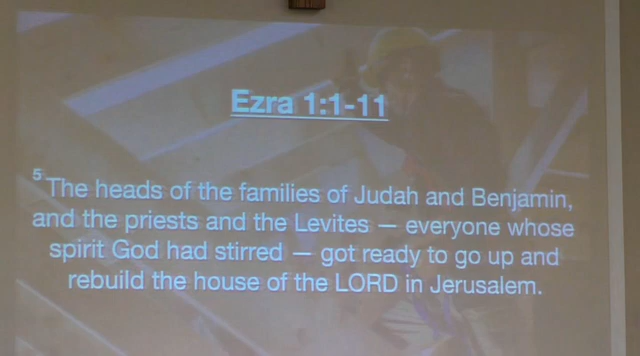 Ezra 1:1-11
⁵ The heads of the families of Judah and Benjamin,
and the priests and the Levites — everyone whose
spirit God had stirred — got ready to go up and
rebuild the house of the LORD in Jerusalem.